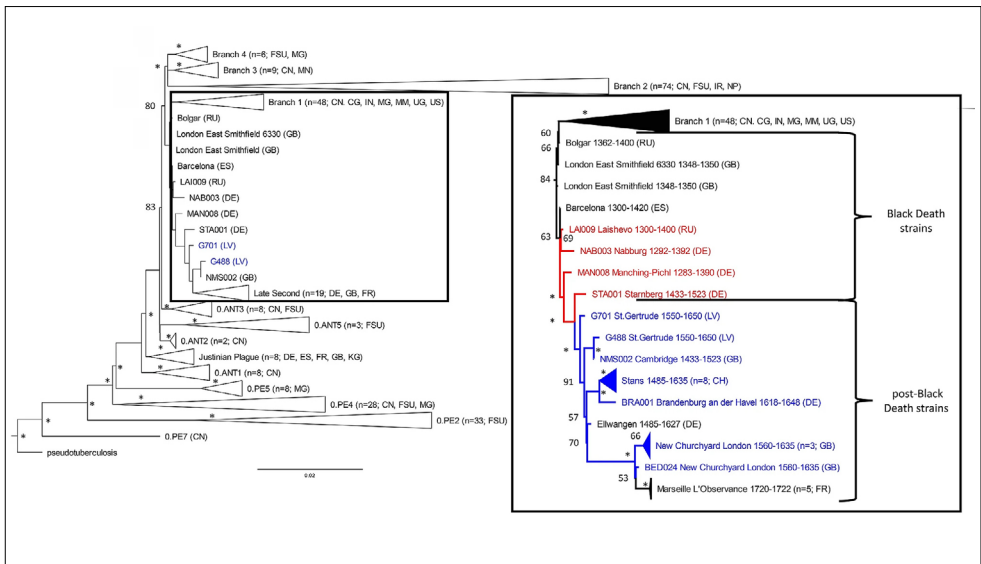 *
Branch 4 (n=6; FSU, MG)
*
Branch 3 (n=9; CN, MN)
Branch 2 (n=74; CN, FSU, IR, NP)
80
*
Branch 1 (n=48; CN. CG, IN, MG, MM, UG, US)
Bolgar (RU)
London East Smithfield 6330 (GB)
London East Smithfield (GB)
Barcelona (ES)
LAI009 (RU)
NAB003 (DE)
83
MAN008 (DE)
STA001 (DE)
G701 (LV)
*
G488 (LV)
NMS002 (GB)
*
Late Second (n=19; DE, GB, FR)
*
0.ANT3 (n=8; CN, FSU)
*
0.ANT5 (n=3; FSU)
*
0.ANT2 (n=2; CN)
*
Justinian Plague (n=8; DE, ES, FR, GB, KG)
*
0.ANT1 (n=8; CN)
*
0.PE5 (n=8; MG)
*
0.PE4 (n=28; CN, FSU, MG)
*
0.PE2 (n=33; FSU)
0.PE7 (CN)
pseudotuberculosis
0.02
*
Branch 1 (n=48; CN. CG, IN, MG, MM, UG, US)
60
Bolgar 1362-1400 (RU)
66
London East Smithfield 6330 1348-1350 (GB)
84
London East Smithfield 1348-1350 (GB)
Barcelona 1300-1420 (ES)
LAI009 Laishevo 1300-1400 (RU)
63
69
NAB003 Nabburg 1292-1392 (DE)
MAN008 Manching-Pichl 1283-1390 (DE)
*
STA001 Starnberg 1433-1523 (DE)
G701 St.Gertrude 1550-1650 (LV)
*
G488 St.Gertrude 1550-1650 (LV)
*
*
NMS002 Cambridge 1433-1523 (GB)
*
91
Stans 1485-1635 (n=8; CH)
*
BRA001 Brandenburg an der Havel 1618-1648 (DE)
57
Ellwangen 1485-1627 (DE)
70
66
New Churchyard London 1560-1635 (n=3; GB)
*
BED024 New Churchyard London 1560-1635 (GB)
53
*
Marseille L'Observance 1720-1722 (n=5; FR)
Black Death
strains
post-Black
Death strains